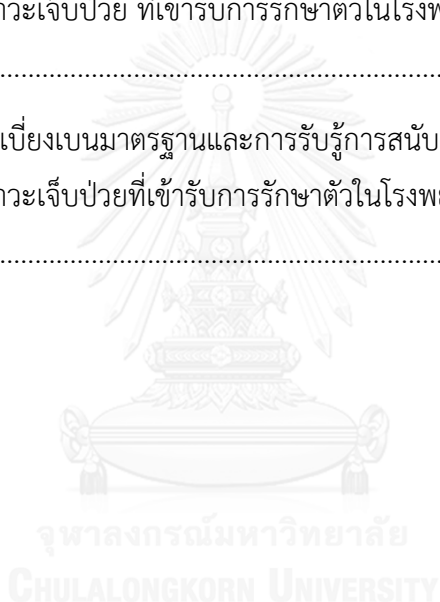 าวะเจ็บป่วย ที่เข้ารับการรักษาตัวในโรงพ
................................................................
เบี่ยงเบนมาตรฐานและการรับรู้การสนับ
าวะเจ็บป่วยที่เข้ารับการรักษาตัวในโรงพย
................................................................
จุฬาลงกรณ์มหาวิทยาลัย
CHULALONGKORN UNIVERSITY